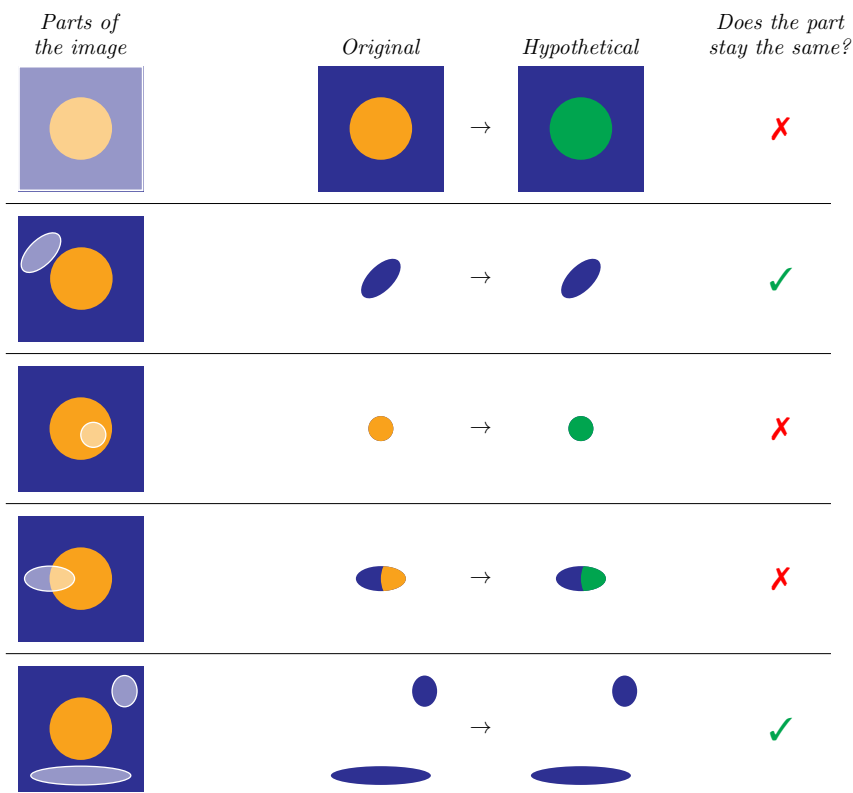 Parts of
the image
Original
Hypothetical
Does the part
stay the same?
→
✗
→
✓
→
✗
→
✗
→
✓